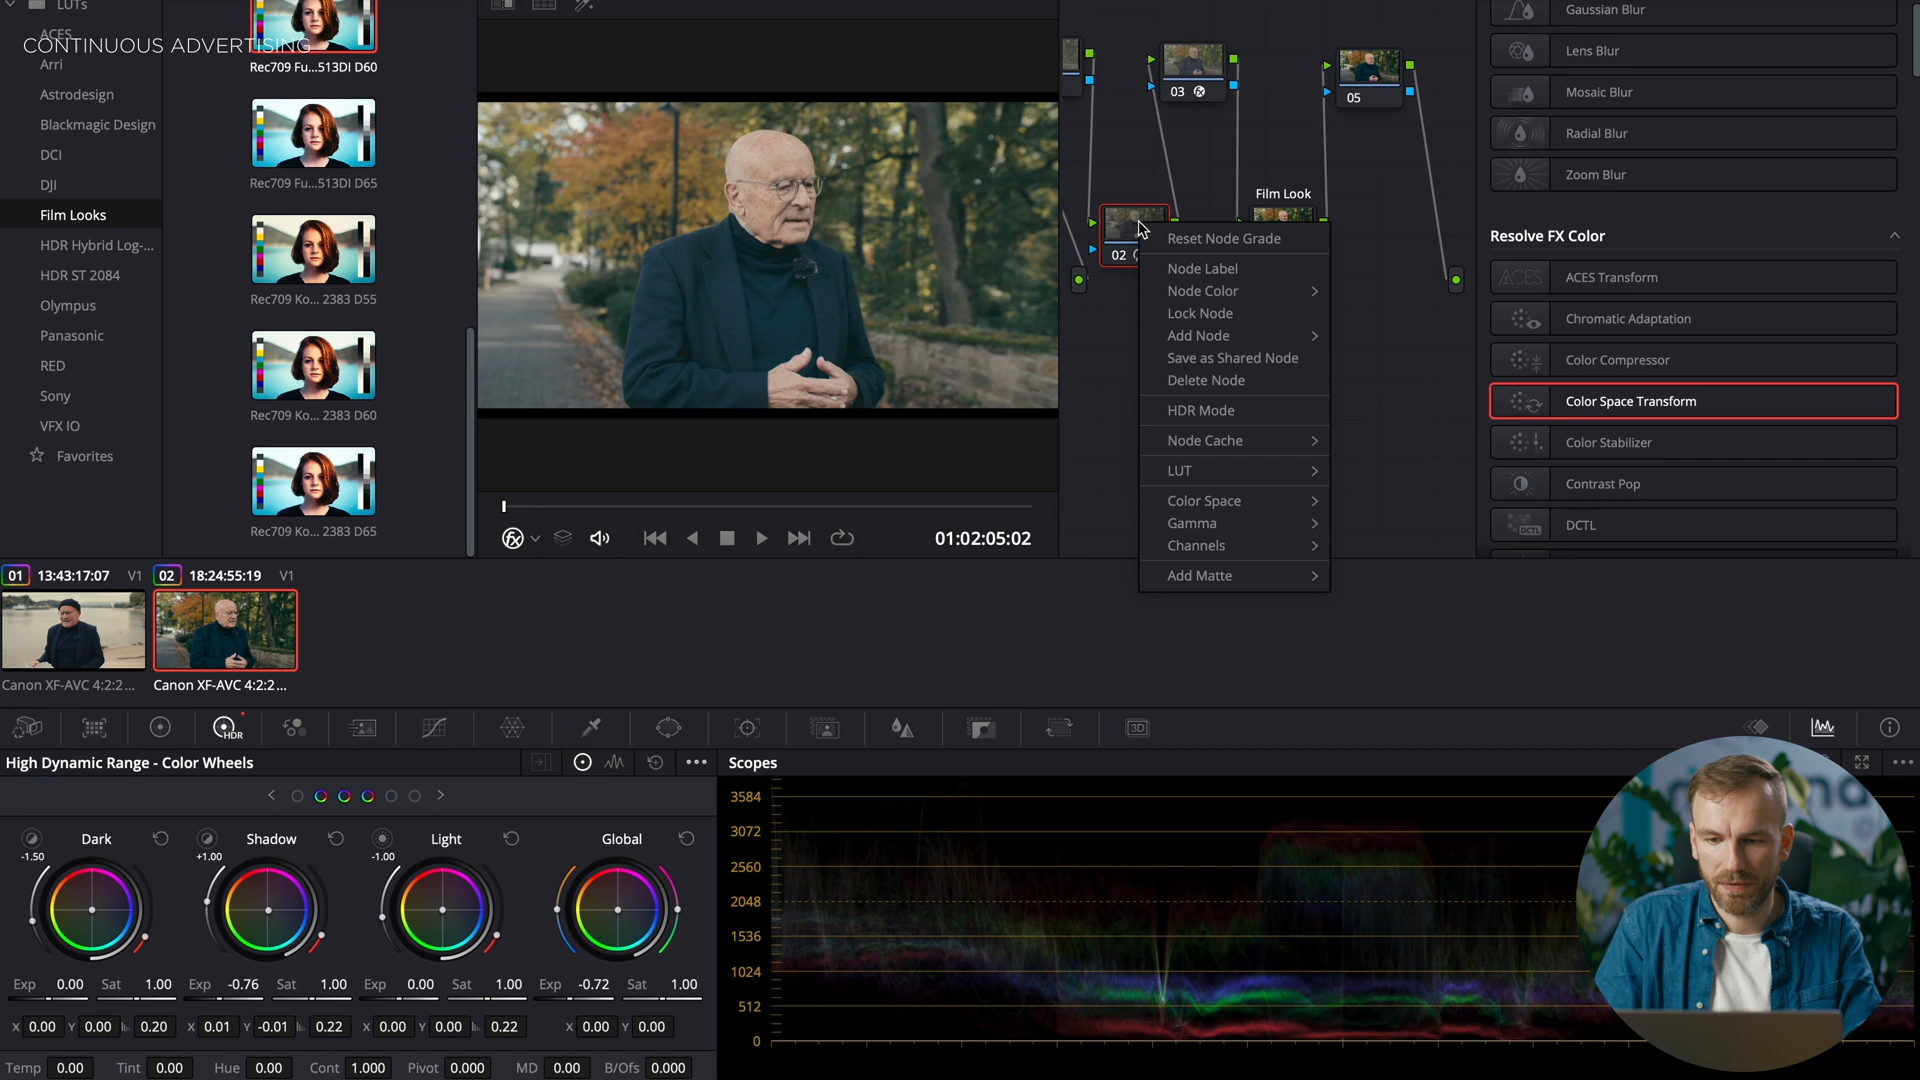 LUTs
ACES
CONTINUOUS ADVERTISING
Arri
Astrodesign
Blackmagic Design
DCI
DJI
Film Looks
HDR Hybrid Log-...
HDR ST 2084
Olympus
Panasonic
RED
Sony
VFX IO
Favorites
Rec709 Fu...513DI D60
Rec709 Fu...513DI D65
Rec709 Ko... 2383 D55
Rec709 Ko... 2383 D60
Rec709 Ko... 2383 D65
01:02:05:02
03
05
Film Look
02
Reset Node Grade
Node Label
Node Color
Lock Node
Add Node
Save as Shared Node
Delete Node
HDR Mode
Node Cache
LUT
Color Space
Gamma
Channels
Add Matte
Gaussian Blur
Lens Blur
Mosaic Blur
Radial Blur
Zoom Blur
Resolve FX Color
ACES ACES Transform
Chromatic Adaptation
Color Compressor
Color Space Transform
Color Stabilizer
Contrast Pop
DCTL DCTL
01 13:43:17:07 V1 02 18:24:55:19 V1
Canon XF-AVC 4:2:2... Canon XF-AVC 4:2:2...
HDR
3D
High Dynamic Range - Color Wheels
Dark Shadow Light Global
-1.50 +1.00 -1.00
Exp 0.00 Sat 1.00 Exp -0.76 Sat 1.00 Exp 0.00 Sat 1.00 Exp -0.72 Sat 1.00
X 0.00 Y 0.00 0.20 X 0.01 Y -0.01 0.22 X 0.00 Y 0.00 0.22 X 0.00 Y 0.00
Temp 0.00 Tint 0.00 Hue 0.00 Cont 1.000 Pivot 0.000 MD 0.00 B/Ofs 0.000
Scopes
3584
3072
2560
2048
1536
1024
512
0